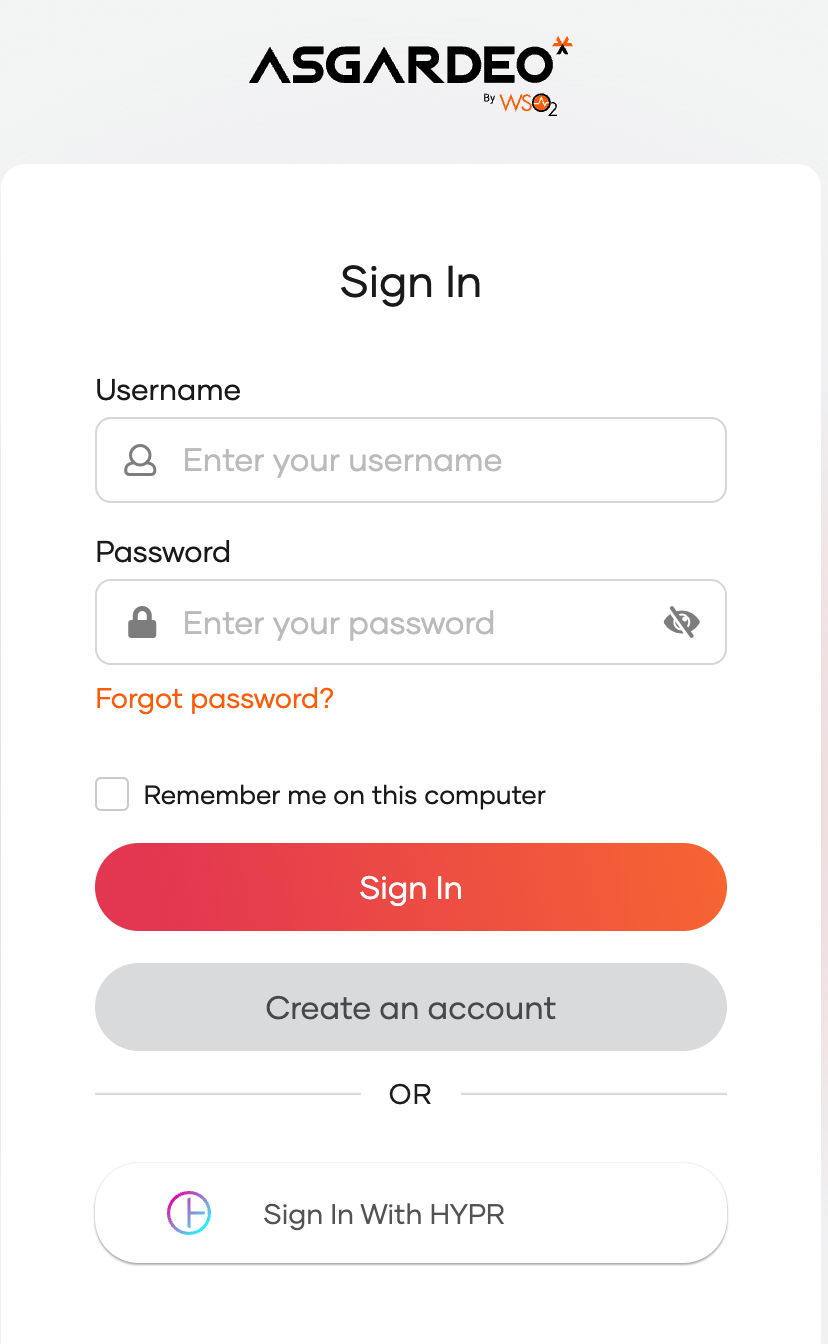 ASGARDEO
By WSO2
Sign In
Username
Enter your username
Password
Enter your password
Forgot password?
Remember me on this computer
Sign In
Create an account
OR
Sign In With HYPR